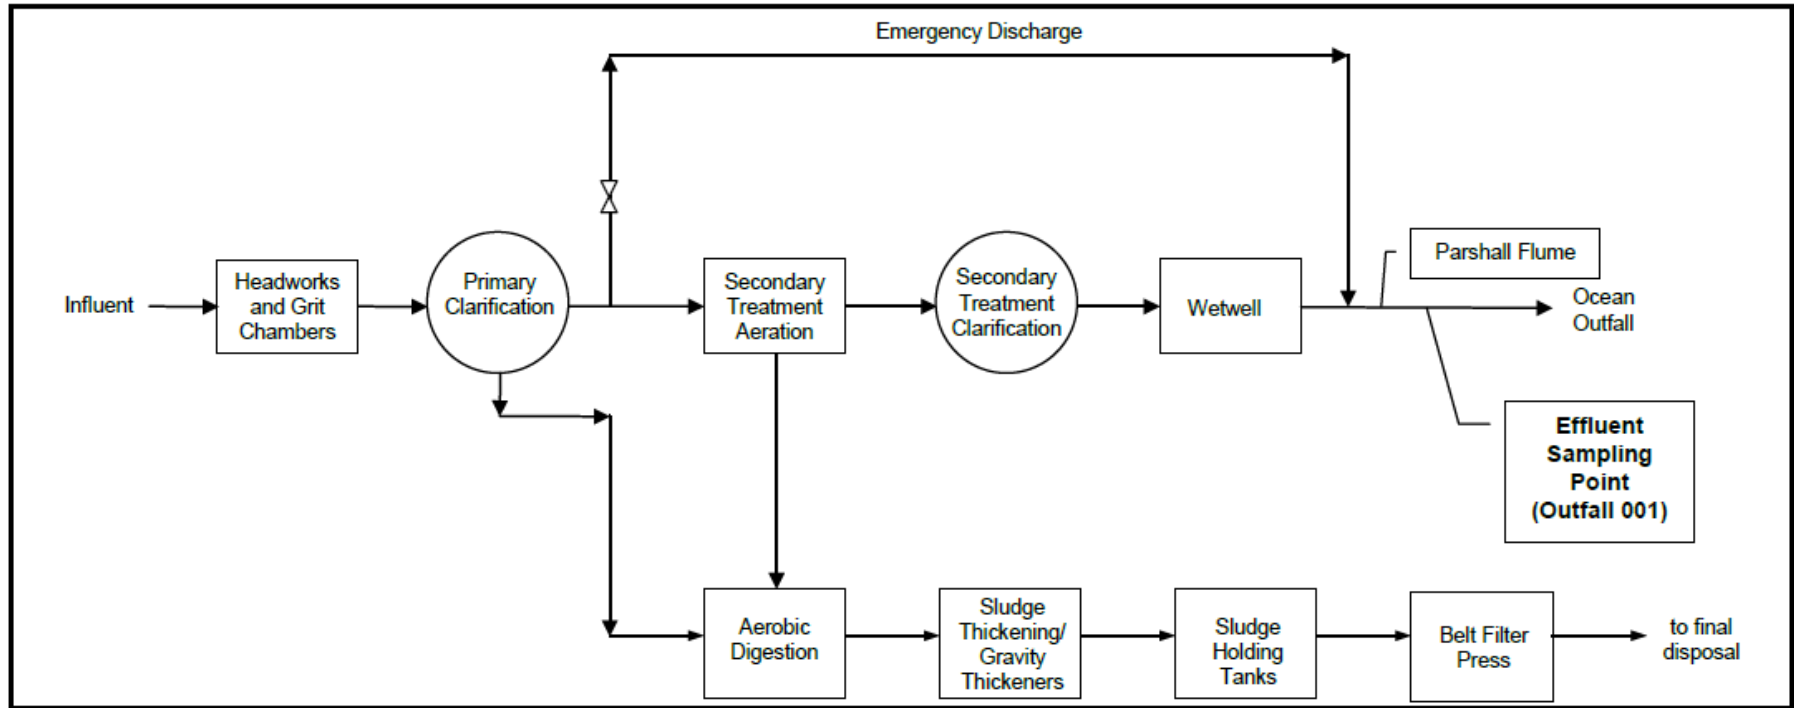 Emergency Discharge
Influent
Headworks
and Grit
Chambers
Primary
Clarification
Secondary
Treatment
Aeration
Secondary
Treatment
Clarification
Wetwell
Parshall Flume
Ocean
Outfall
Effluent
Sampling
Point
(Outfall 001)
Aerobic
Digestion
Sludge
Thickening/
Gravity
Thickeners
Sludge
Holding
Tanks
Belt Filter
Press
to final
disposal